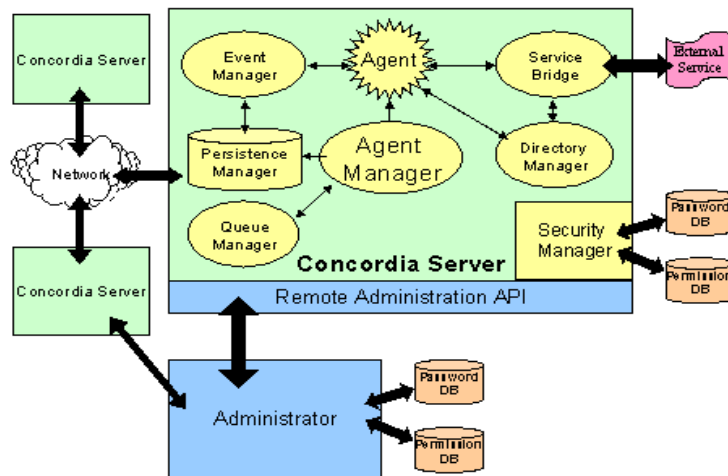 Concordia Server
Event
Manager
Agent
Service
Bridge
External
Service
Network
Persistence
Manager
Agent
Manager
Directory
Manager
Queue
Manager
Security
Manager
Password
DB
Permission
DB
Concordia Server
Concordia Server
Remote Administration API
Administrator
Password
DB
Permission
DB